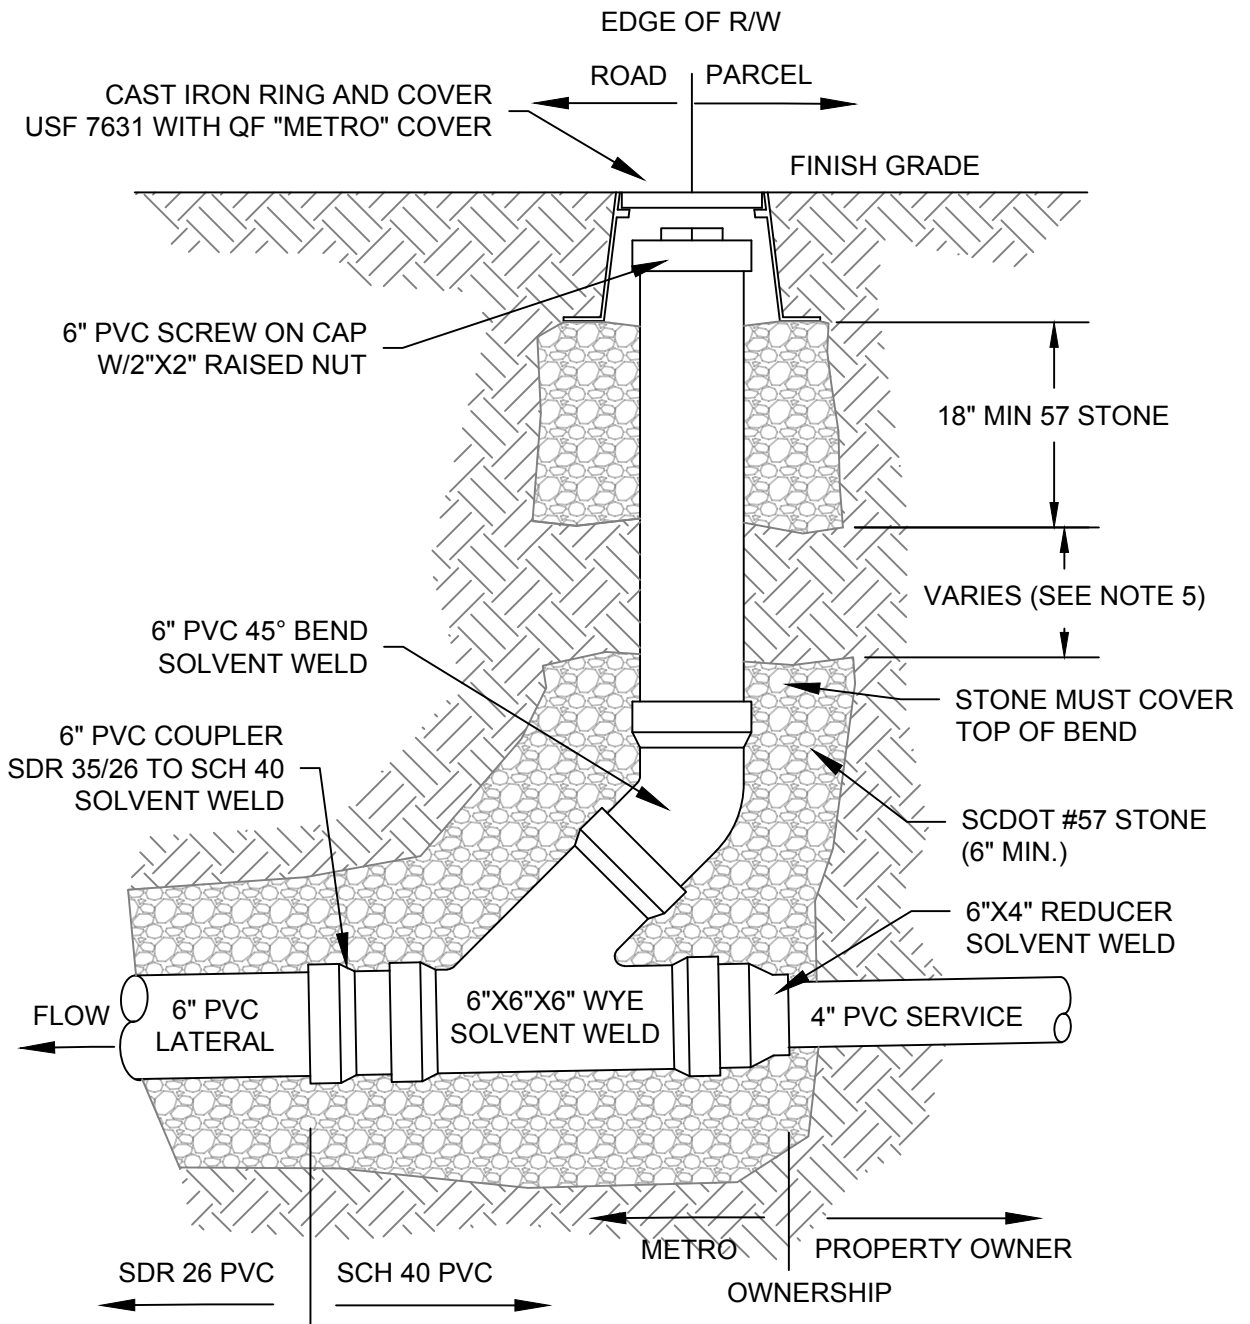 EDGE OF R/W
ROAD
PARCEL
CAST IRON RING AND COVER
USF 7631 WITH QF "METRO" COVER
FINISH GRADE
6" PVC SCREW ON CAP
W/2"X2" RAISED NUT
18" MIN 57 STONE
VARIES (SEE NOTE 5)
6" PVC 45° BEND
SOLVENT WELD
STONE MUST COVER
TOP OF BEND
6" PVC COUPLER
SDR 35/26 TO SCH 40
SOLVENT WELD
SCDOT #57 STONE
(6" MIN.)
6"X4" REDUCER
SOLVENT WELD
FLOW
6" PVC
LATERAL
6"X6"X6" WYE
SOLVENT WELD
4" PVC SERVICE
METRO
PROPERTY OWNER
OWNERSHIP
SDR 26 PVC
SCH 40 PVC